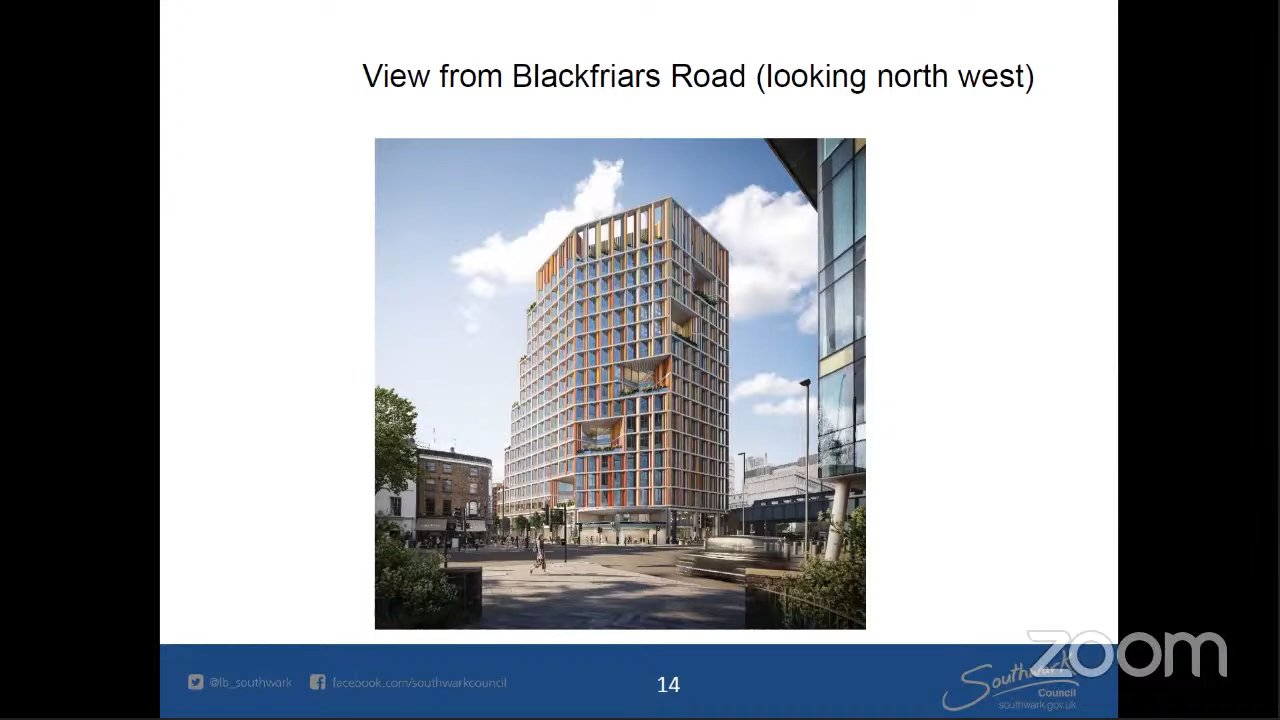 View from Blackfriars Road (looking north west)
@lb_southwark
facebook.com/southwarkcouncil
14
Southwark
Council
southwark.gov.uk
zoom